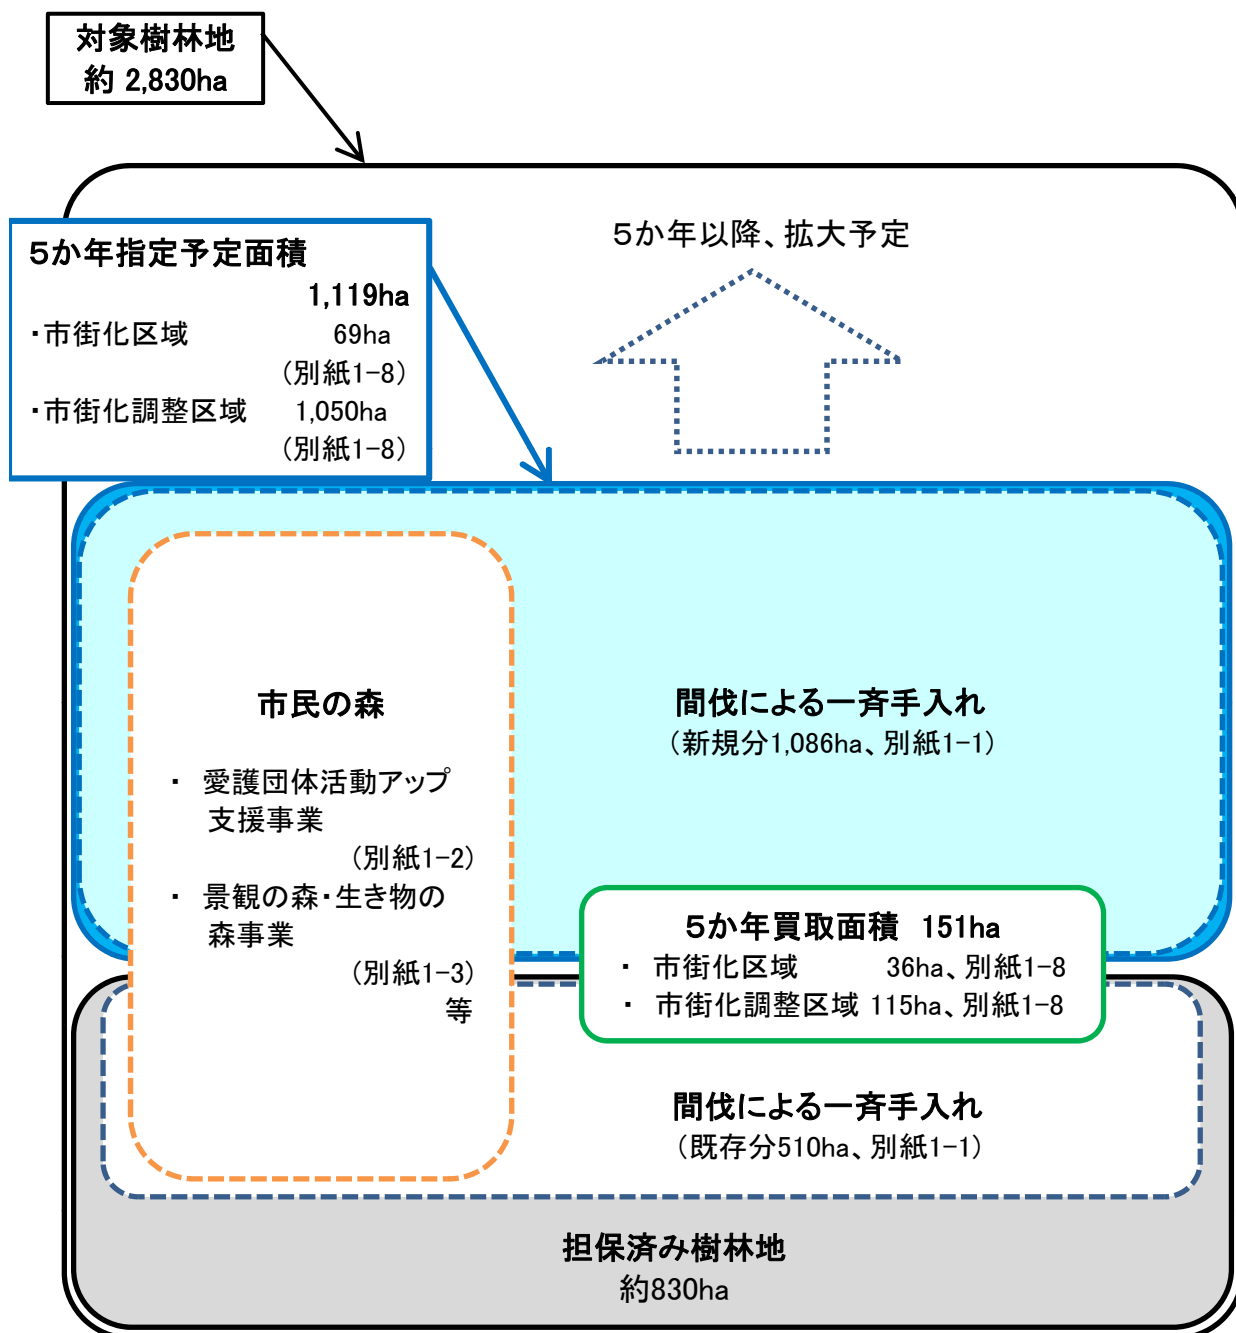 対象樹林地
約 2,830ha
5か年以降、拡大予定
5か年指定予定面積
1,119ha
・市街化区域 69ha
(別紙1-8)
・市街化調整区域 1,050ha
(別紙1-8)
市民の森
・ 愛護団体活動アップ
支援事業
(別紙1-2)
・ 景観の森・生き物の
森事業
(別紙1-3)
等
間伐による一斉手入れ
(新規分1,086ha、別紙1-1)
5か年買取面積 151ha
・ 市街化区域 36ha、別紙1-8
・ 市街化調整区域 115ha、別紙1-8
間伐による一斉手入れ
(既存分510ha、別紙1-1)
担保済み樹林地
約830ha